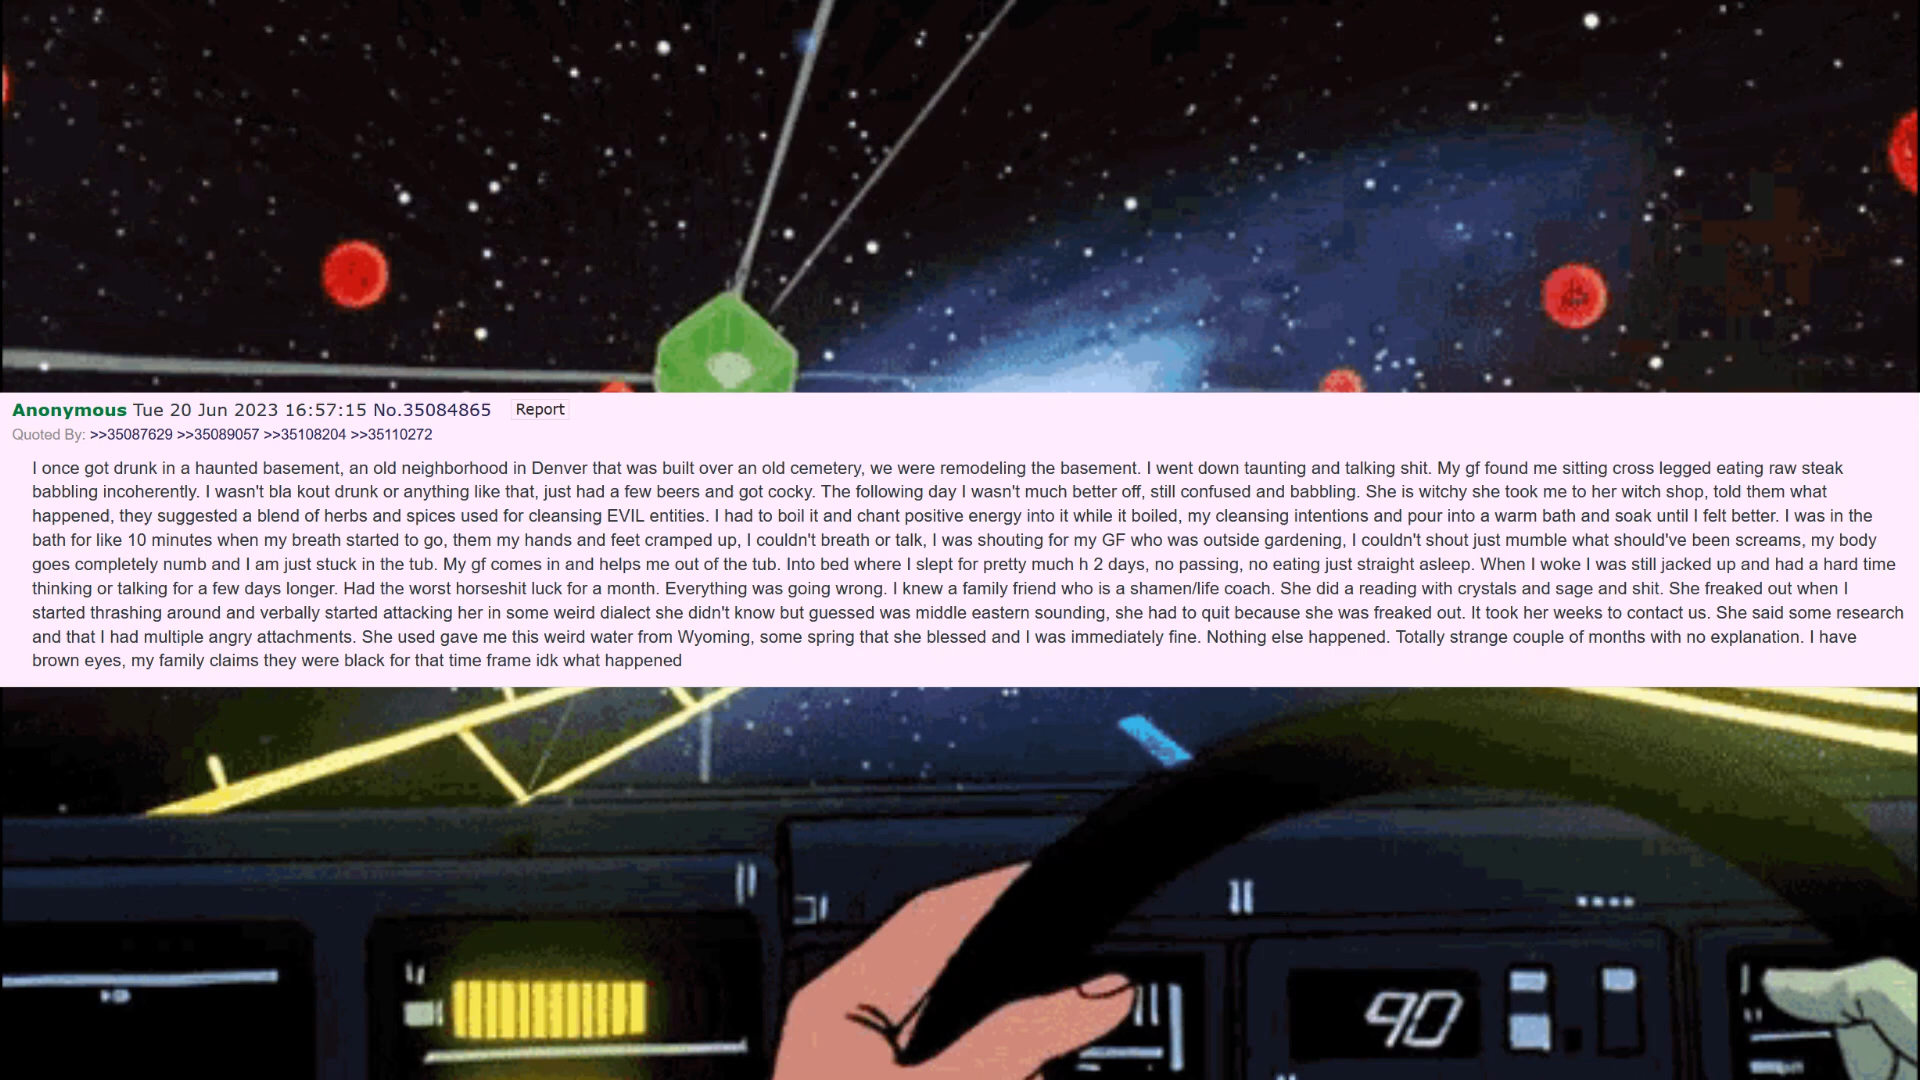 Anonymous Tue 20 Jun 2023 16:57:15 No.35084865 Report
Quoted By: >>35087629 >>35089057 >>35108204 >>35110272
I once got drunk in a haunted basement, an old neighborhood in Denver that was built over an old cemetery, we were remodeling the basement. I went down taunting and talking shit. My gf found me sitting cross legged eating raw steak
babbling incoherently. I wasn't bla kout drunk or anything like that, just had a few beers and got cocky. The following day I wasn't much better off, still confused and babbling. She is witchy she took me to her witch shop, told them what
happened, they suggested a blend of herbs and spices used for cleansing EVIL entities. I had to boil it and chant positive energy into it while it boiled, my cleansing intentions and pour into a warm bath and soak until I felt better. I was in the
bath for like 10 minutes when my breath started to go, them my hands and feet cramped up, I couldn't breath or talk, I was shouting for my GF who was outside gardening, I couldn't shout just mumble what should've been screams, my body
goes completely numb and I am just stuck in the tub. My gf comes in and helps me out of the tub. Into bed where I slept for pretty much h 2 days, no passing, no eating just straight asleep. When I woke I was still jacked up and had a hard time
thinking or talking for a few days longer. Had the worst horseshit luck for a month. Everything was going wrong. I knew a family friend who is a shamen/life coach. She did a reading with crystals and sage and shit. She freaked out when I
started thrashing around and verbally started attacking her in some weird dialect she didn't know but guessed was middle eastern sounding, she had to quit because she was freaked out. It took her weeks to contact us. She said some research
and that I had multiple angry attachments. She used gave me this weird water from Wyoming, some spring that she blessed and I was immediately fine. Nothing else happened. Totally strange couple of months with no explanation. I have
brown eyes, my family claims they were black for that time frame idk what happened
90